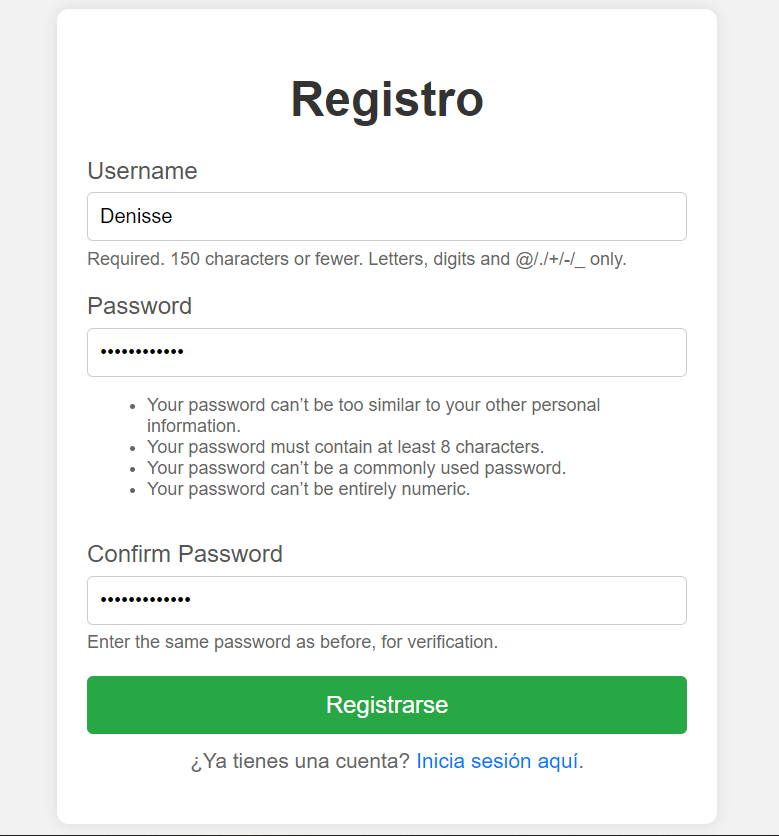 Registro
Username
Denisse
Required. 150 characters or fewer. Letters, digits and @/./+/-/_ only.
Password
••••••••••••
• Your password can’t be too similar to your other personal
information.
• Your password must contain at least 8 characters.
• Your password can’t be a commonly used password.
• Your password can’t be entirely numeric.
Confirm Password
•••••••••••••
Enter the same password as before, for verification.
Registrarse
¿Ya tienes una cuenta? Inicia sesión aquí.